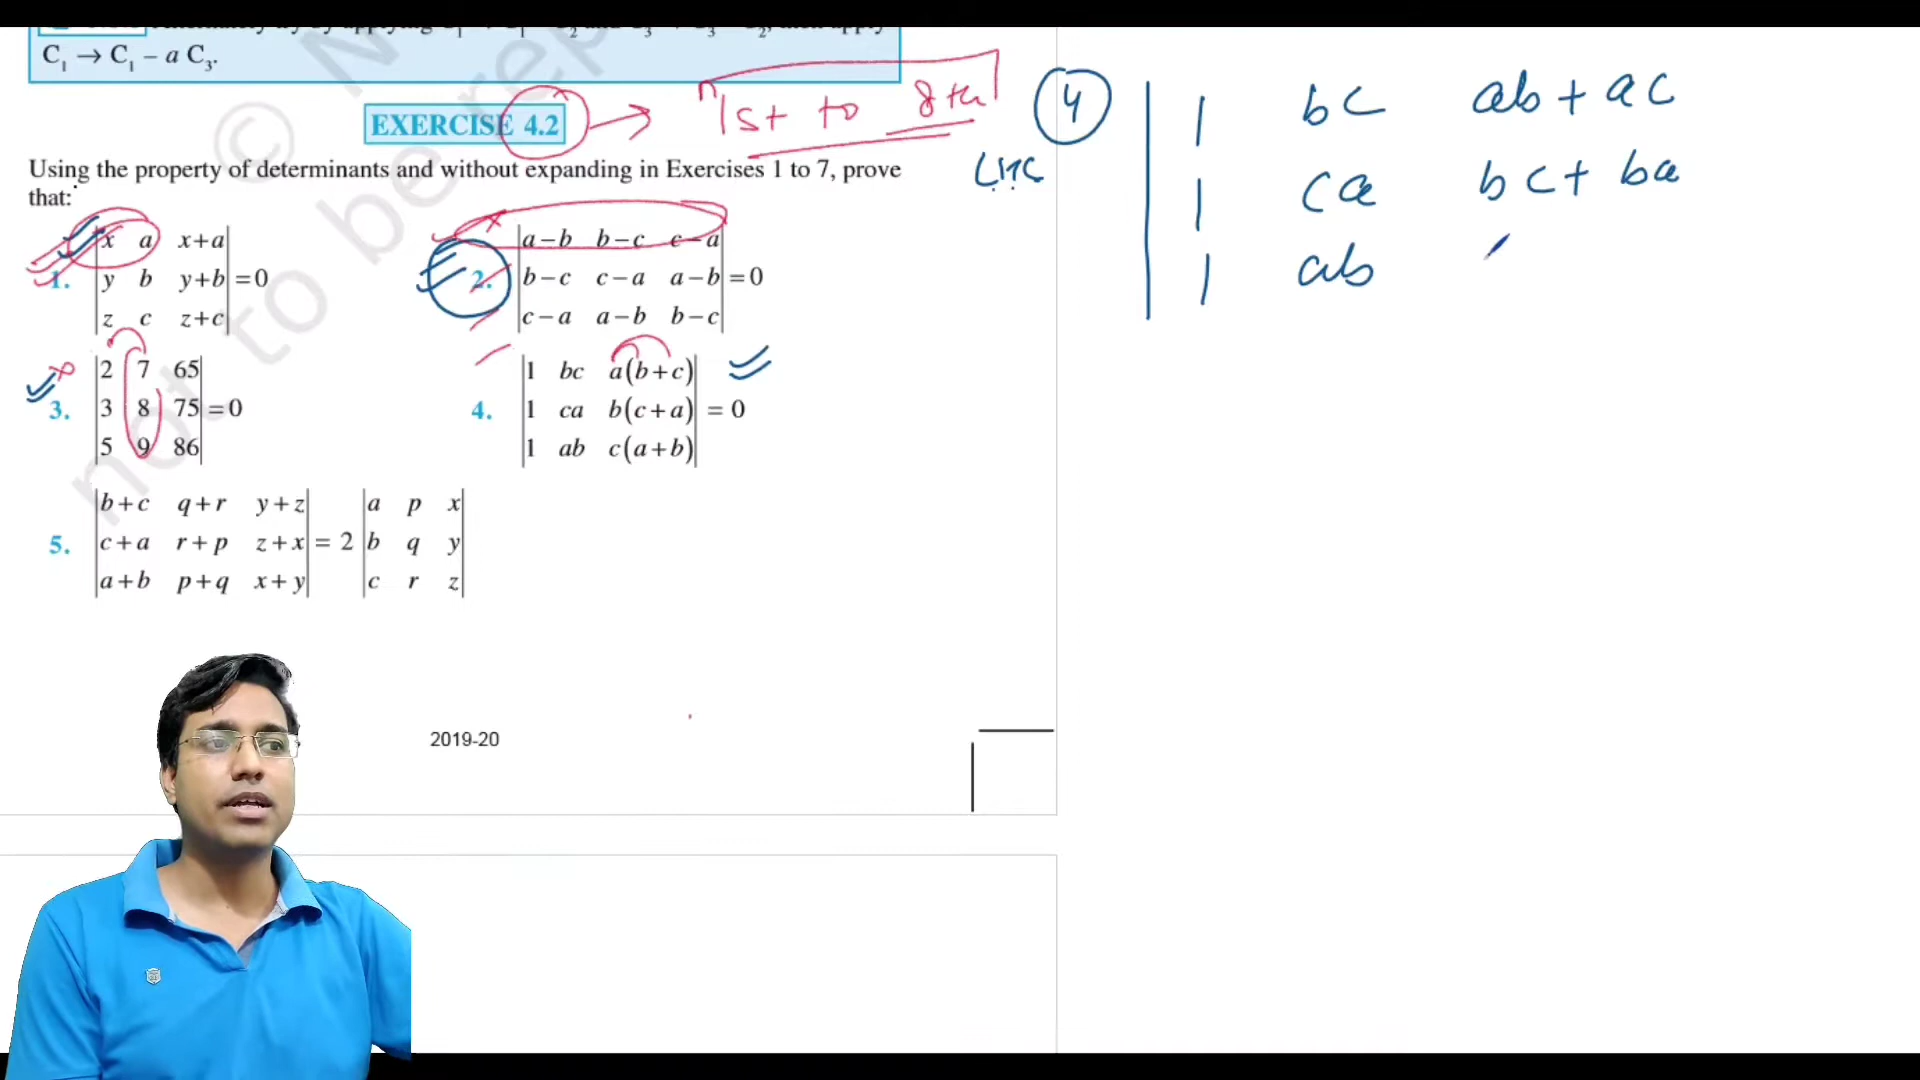 C₁ → C₁ – a C₃.
EXERCISE 4.2
1st to 8th
Using the property of determinants and without expanding in Exercises 1 to 7, prove
that:
1. |x a x+a|
|y b y+b| = 0
|z c z+c|
2. |a−b b−c c−a|
|b−c c−a a−b| = 0
|c−a a−b b−c|
3. |2 7 65|
|3 8 75| = 0
|5 9 86|
4. |1 bc a(b+c)|
|1 ca b(c+a)| = 0
|1 ab c(a+b)|
5. |b+c q+r y+z| |a p x|
|c+a r+p z+x| = 2 |b q y|
|a+b p+q x+y| |c r z|
2019-20
4
LHS
| 1 bc ab + ac
| 1 ca bc + ba
| 1 ab